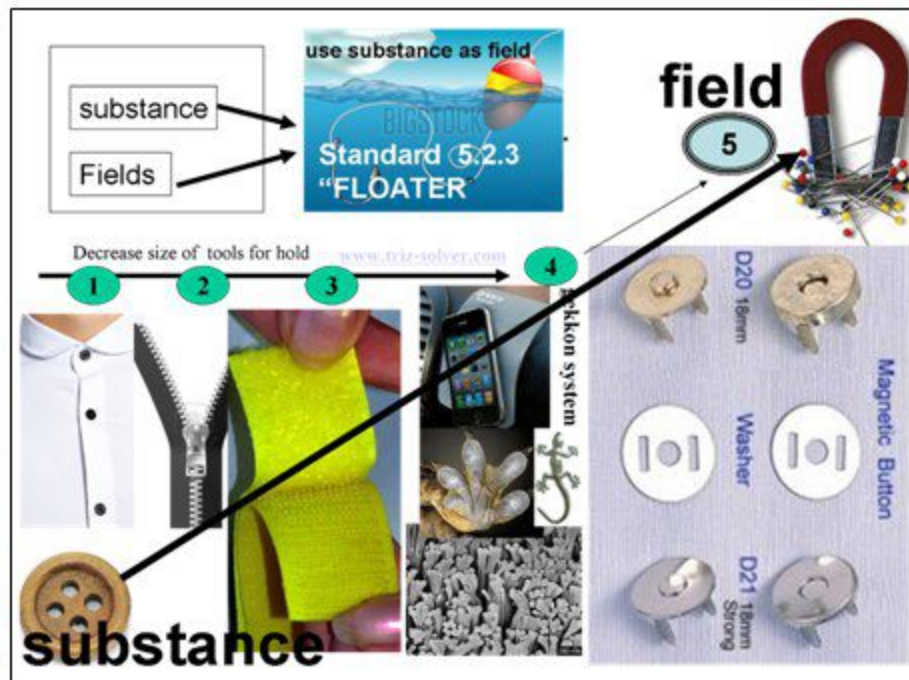 use substance as field
substance
Fields
BIGSTOCK
Standard 5.2.3
“FLOATER
field
5
Decrease size of tools for hold
www.triz-solver.com
1
2
3
4
gekkon system
D20 18mm
Washer
Magnetic Button
D21 18mm
Strong
substance